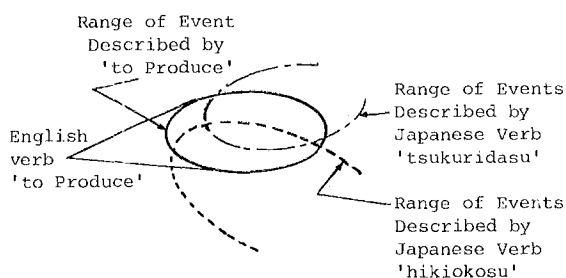 Range of Event
Described by
'to Produce'
English
verb
'to Produce'
Range of Events
Described by
Japanese Verb
'tsukuridasu'
Range of Events
Described by
Japanese Verb
'hikiokosu'